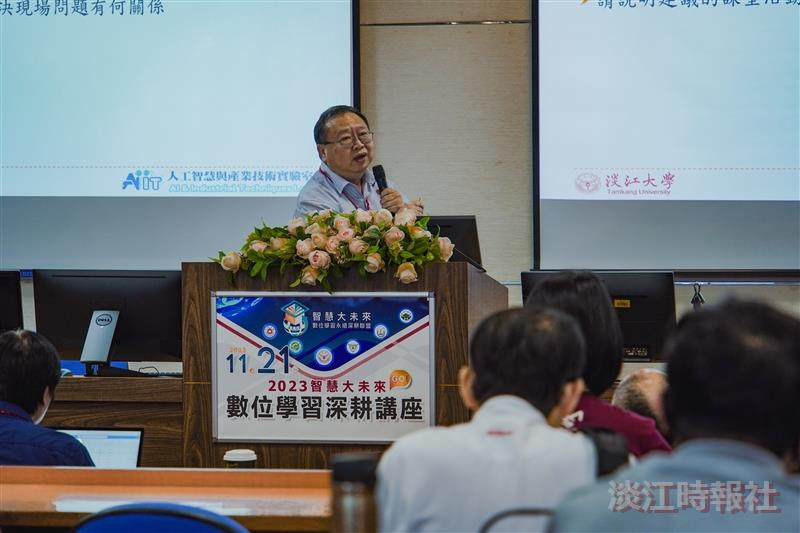 決現場問題有何關係
請說明建議的課堂活動
AIT 人工智慧與產業技術實驗室
AI & Industrial Techniques L
淡江大學
Tamkang University
DELL
智慧大未來
數位學習永續深耕聯盟
2023
11.21
2023智慧大未來
GO
數位學習深耕講座
淡江時報社